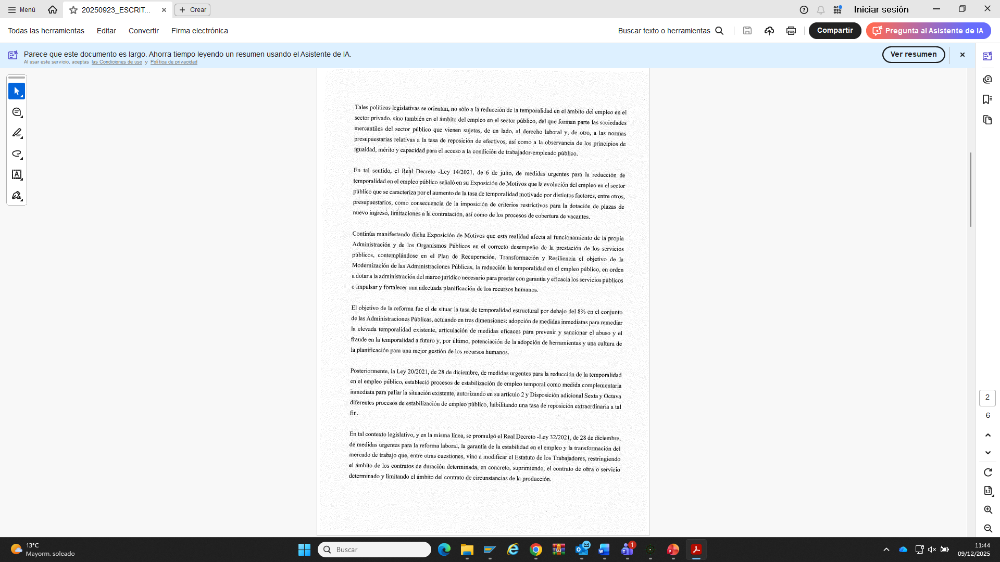 Menú
20250923_ESCRIT...
Crear
Iniciar sesión
Todas las herramientas
Editar
Convertir
Firma electrónica
Buscar texto o herramientas
Compartir
Pregunta al Asistente de IA
Parece que este documento es largo. Ahorra tiempo leyendo un resumen usando el Asistente de IA.
Al usar este servicio, aceptas las Condiciones de uso y Política de privacidad
Ver resumen
Tales políticas legislativas se orientan, no sólo a la reducción de la temporalidad en el ámbito del empleo en el
sector privado, sino también en el ámbito del empleo en el sector público, del que forman parte las sociedades
mercantiles del sector público que vienen sujetas, de un lado, al derecho laboral y, de otro, a las normas
presupuestarias relativas a la tasa de reposición de efectivos, así como a la observancia de los principios de
igualdad, mérito y capacidad para el acceso a la condición de trabajador-empleado público.
En tal sentido, el Real Decreto -Ley 14/2021, de 6 de julio, de medidas urgentes para la reducción de
temporalidad en el empleo público señaló en su Exposición de Motivos que la evolución del empleo en el sector
público que se caracteriza por el aumento de la tasa de temporalidad motivado por distintos factores, entre otros,
presupuestarios, como consecuencia de la imposición de criterios restrictivos para la dotación de plazas de
nuevo ingreso, limitaciones a la contratación, así como de los procesos de cobertura de vacantes.
Continúa manifestando dicha Exposición de Motivos que esta realidad afecta al funcionamiento de la propia
Administración y de los Organismos Públicos en el correcto desempeño de la prestación de los servicios
públicos, contemplándose en el Plan de Recuperación, Transformación y Resiliencia el objetivo de la
Modernización de las Administraciones Públicas, la reducción la temporalidad en el empleo público, en orden
a dotar a la administración del marco jurídico necesario para prestar con garantía y eficacia los servicios públicos
e impulsar y fortalecer una adecuada planificación de los recursos humanos.
El objetivo de la reforma fue el de situar la tasa de temporalidad estructural por debajo del 8% en el conjunto
de las Administraciones Públicas, actuando en tres dimensiones: adopción de medidas inmediatas para remediar
la elevada temporalidad existente, articulación de medidas eficaces para prevenir y sancionar el abuso y el
fraude en la temporalidad a futuro y, por último, potenciación de la adopción de herramientas y una cultura de
la planificación para una mejor gestión de los recursos humanos.
Posteriormente, la Ley 20/2021, de 28 de diciembre, de medidas urgentes para la reducción de la temporalidad
en el empleo público, estableció procesos de estabilización de empleo temporal como medida complementaria
inmediata para paliar la situación existente, autorizando en su artículo 2 y Disposición adicional Sexta y Octava
diferentes procesos de estabilización de empleo público, habilitando una tasa de reposición extraordinaria a tal
fin.
En tal contexto legislativo, y en la misma línea, se promulgó el Real Decreto -Ley 32/2021, de 28 de diciembre,
de medidas urgentes para la reforma laboral, la garantía de la estabilidad en el empleo y la transformación del
mercado de trabajo que, entre otras cuestiones, vino a modificar el Estatuto de los Trabajadores, restringiendo
el ámbito de los contratos de duración determinada, en concreto, suprimiendo, el contrato de obra o servicio
determinado y limitando el ámbito del contrato de circunstancias de la producción.
2
6
13°C
Mayorm. soleado
Buscar
1
11:44
09/12/2025